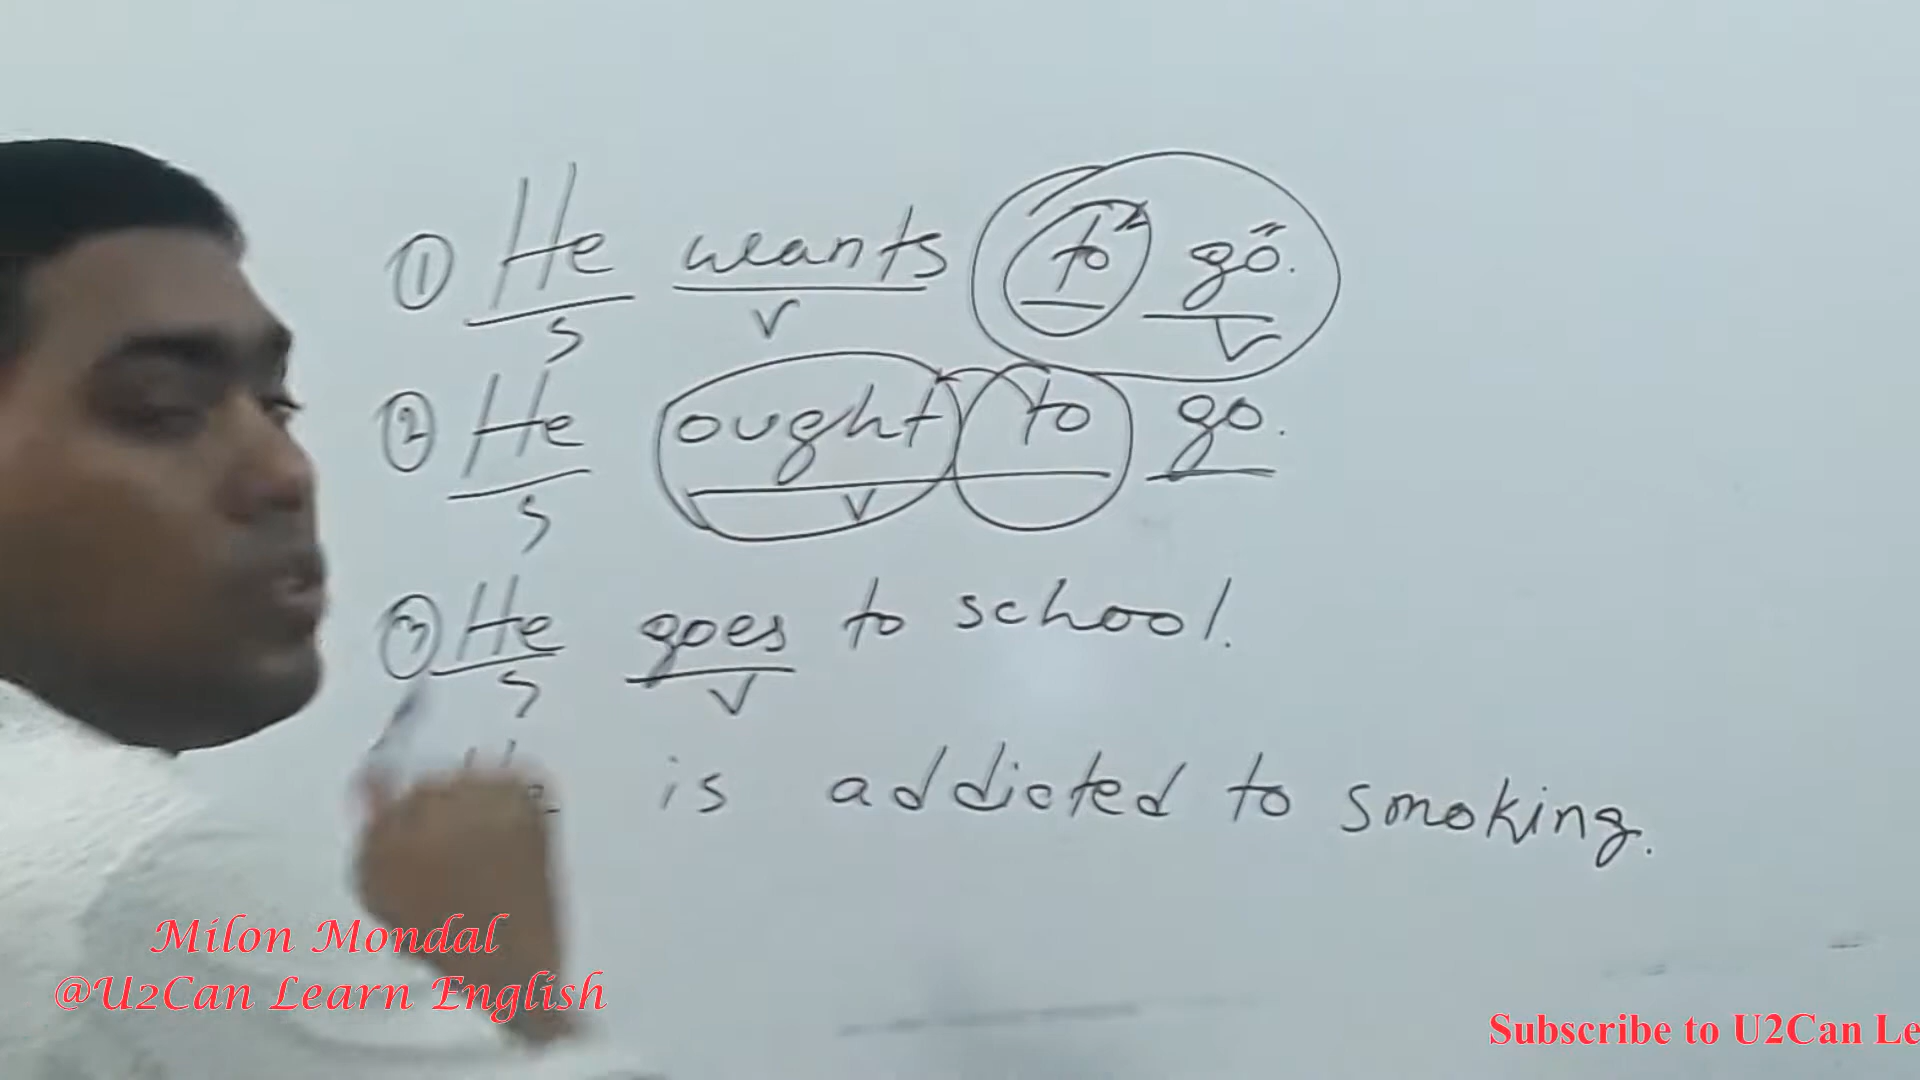 ① He wants to go.
S V V
② He ought to go.
S V
③ He goes to school.
S V
He is addicted to smoking.
Milon Mondal
@U2Can Learn English
Subscribe to U2Can Le